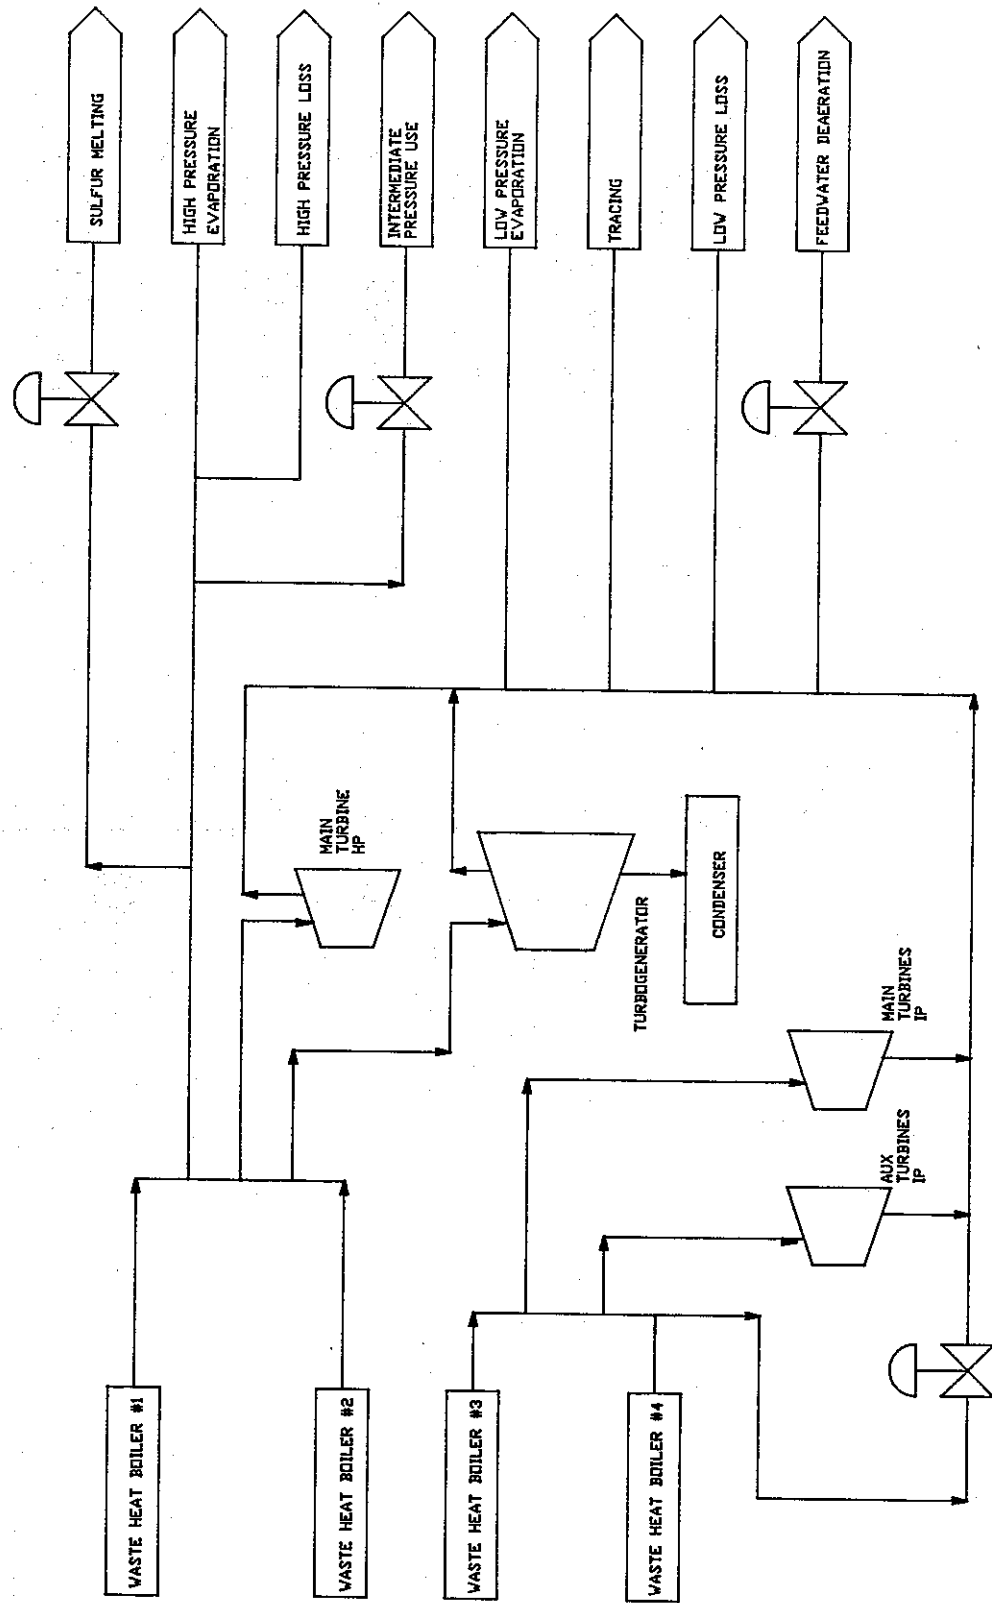 WASTE HEAT BOILER #1
WASTE HEAT BOILER #2
WASTE HEAT BOILER #3
WASTE HEAT BOILER #4
MAIN
TURBINE
HP
TURBOGENERATOR
CONDENSER
AUX
TURBINES
IP
MAIN
TURBINES
IP
SULFUR MELTING
HIGH PRESSURE
EVAPORATION
HIGH PRESSURE LOSS
INTERMEDIATE
PRESSURE USE
LOW PRESSURE
EVAPORATION
TRACING
LOW PRESSURE LOSS
FEEDWATER DEAERATION